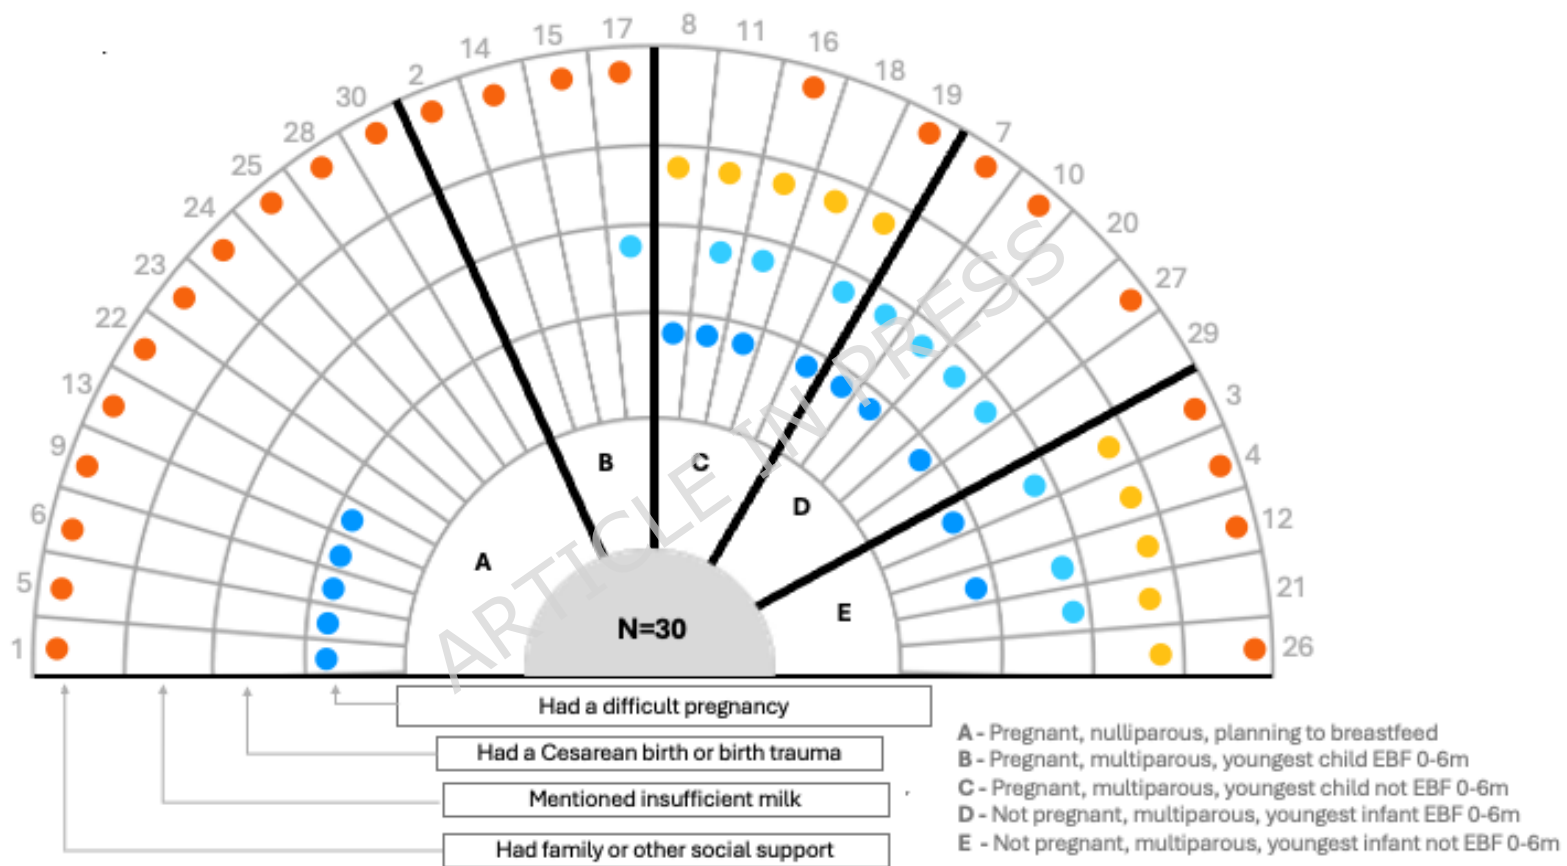 8
11
17
15
16
14
18
2
19
30
7
28
10
25
20
24
27
23
29
22
3
13
4
9
12
6
21
5
26
1
A
B
C
D
E
N=30
ARTICLE IN PRESS
Had a difficult pregnancy
Had a Cesarean birth or birth trauma
Mentioned insufficient milk
Had family or other social support
A - Pregnant, nulliparous, planning to breastfeed
B - Pregnant, multiparous, youngest child EBF 0-6m
C - Pregnant, multiparous, youngest child not EBF 0-6m
D - Not pregnant, multiparous, youngest infant EBF 0-6m
E - Not pregnant, multiparous, youngest infant not EBF 0-6m